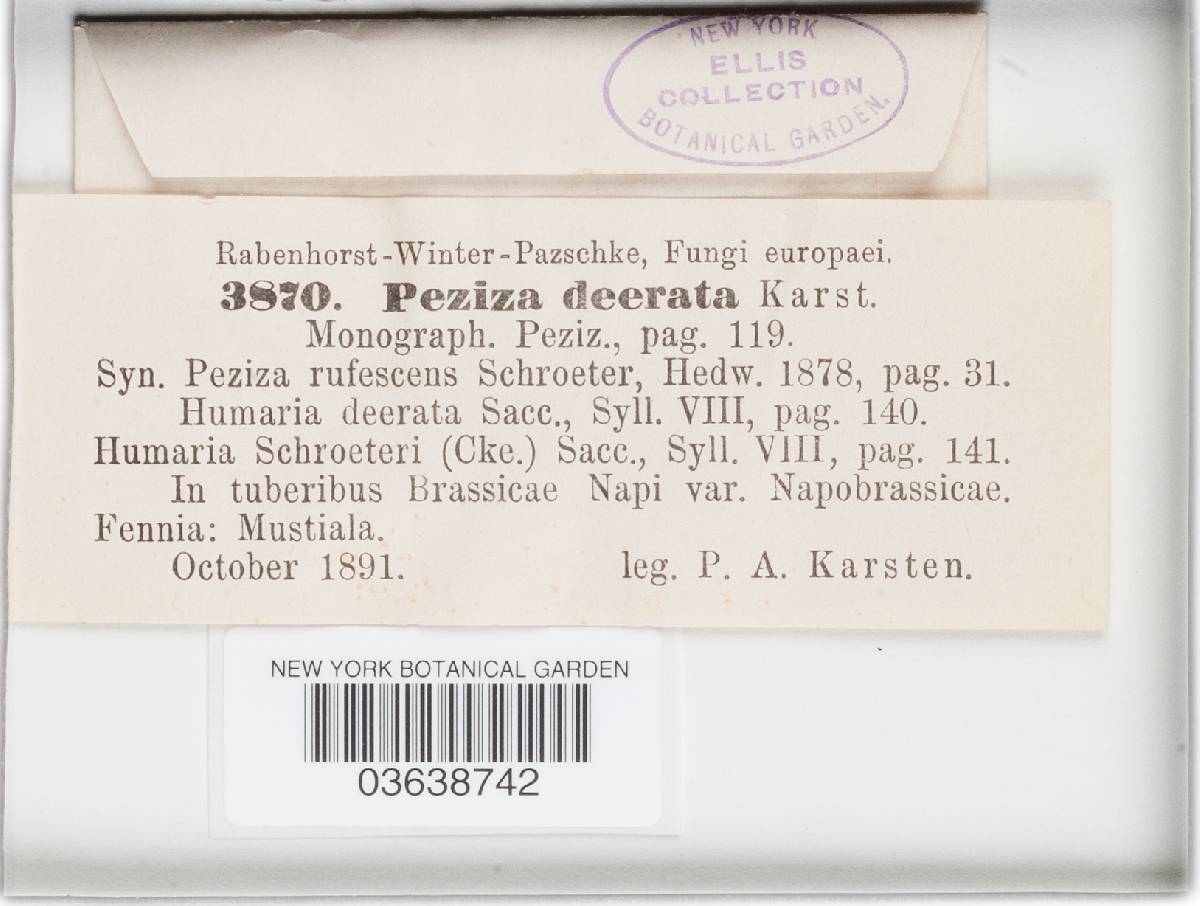 NEW YORK
ELLIS
COLLECTION
BOTANICAL GARDEN.
Rabenhorst-Winter-Pazschke, Fungi europaei.
3870. Peziza deerata Karst.
Monograph. Peziz., pag. 119.
Syn. Peziza rufescens Schroeter, Hedw. 1878, pag. 31.
Humaria deerata Sacc., Syll. VIII, pag. 140.
Humaria Schroeteri (Cke.) Sacc., Syll. VIII, pag. 141.
In tuberibus Brassicae Napi var. Napobrassicae.
Fennia: Mustiala.
October 1891. leg. P. A. Karsten.
NEW YORK BOTANICAL GARDEN
03638742